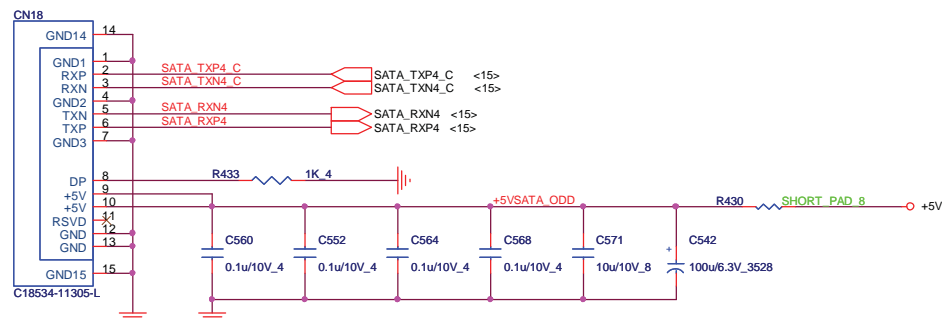 CN18
GND14 14
GND1 1
RXP 2 SATA_TXP4_C SATA_TXP4_C <15>
RXN 3 SATA_TXN4_C SATA_TXN4_C <15>
GND2 4
TXN 5 SATA_RXN4 SATA_RXN4 <15>
TXP 6 SATA_RXP4 SATA_RXP4 <15>
GND3 7
DP 8 R433 1K_4
+5V 9
+5V 10 +5VSATA_ODD R430 SHORT_PAD_8 +5V
RSVD 11
GND 12
GND 13
C560 C552 C564 C568 C571 C542
0.1u/10V_4 0.1u/10V_4 0.1u/10V_4 0.1u/10V_4 10u/10V_8 + 100u/6.3V_3528
GND15 15
C18534-11305-L